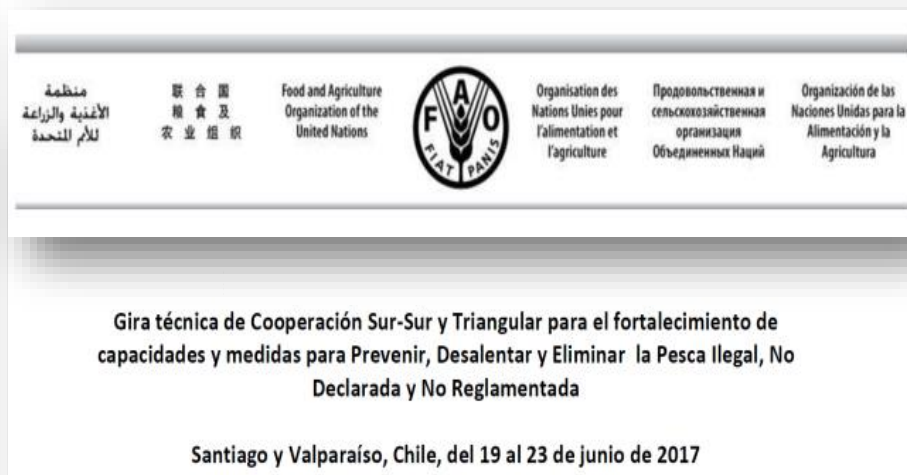 منظمة
الأغذية والزراعة
للأمم المتحدة
联合国
粮食及
农业组织
Food and Agriculture
Organization of the
United Nations
F A O
FIAT PANIS
Organisation des
Nations Unies pour
l'alimentation et
l'agriculture
Продовольственная и
сельскохозяйственная
организация
Объединенных Наций
Organización de las
Naciones Unidas para la
Alimentación y la
Agricultura
Gira técnica de Cooperación Sur-Sur y Triangular para el fortalecimiento de
capacidades y medidas para Prevenir, Desalentar y Eliminar la Pesca Ilegal, No
Declarada y No Reglamentada
Santiago y Valparaíso, Chile, del 19 al 23 de junio de 2017